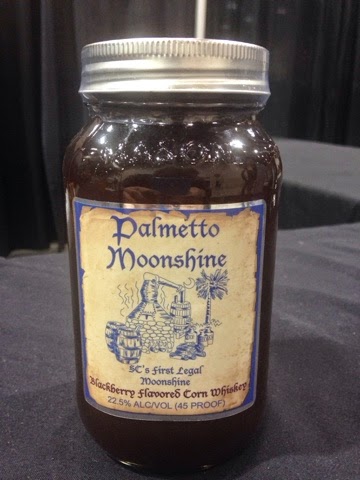 Palmetto
Moonshine
SC's First Legal
Moonshine
Blackberry Flavored Corn Whiskey
22.5% ALC/VOL (45 PROOF)